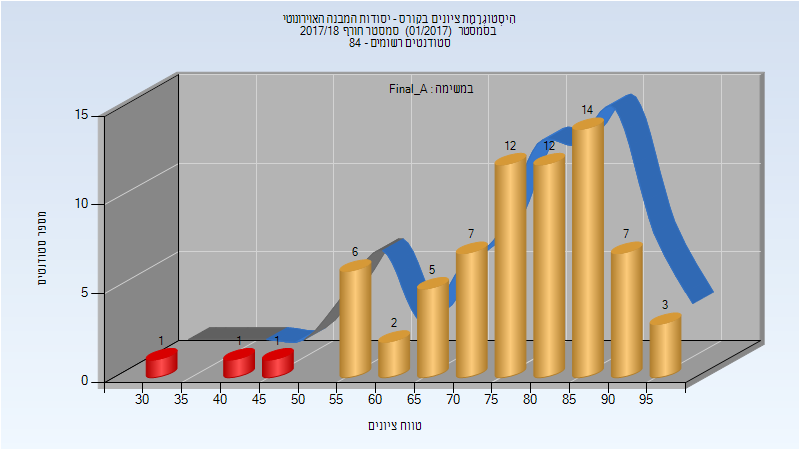 היסטוגרמת ציונים בקורס - יסודות המבנה האוירונוטי
בסמסטר (01/2017) סמסטר חורף 2017/18
סטודנטים רשומים - 84
במשימה : Final_A
15
10
5
0
מספר סטודנטים
1
1
1
6
2
5
7
12
12
14
7
3
30 35 40 45 50 55 60 65 70 75 80 85 90 95
טווח ציונים